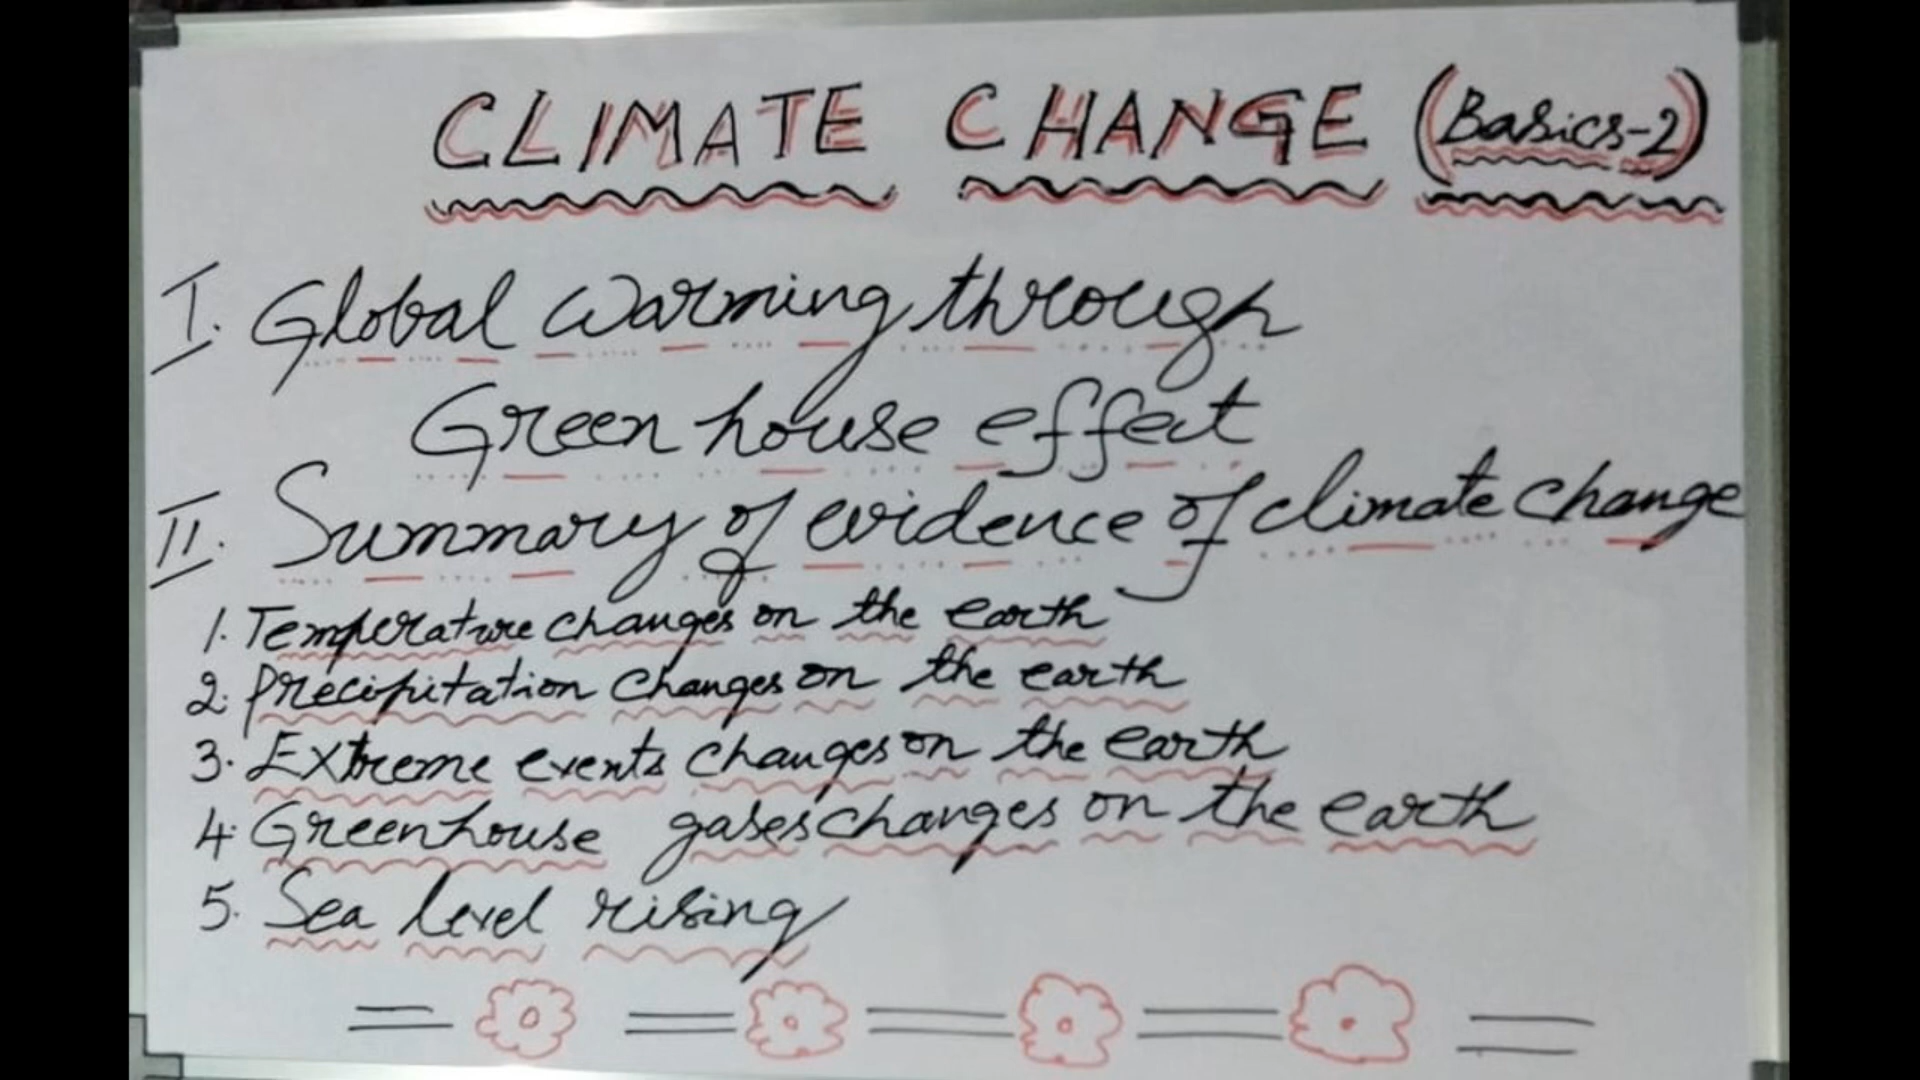 CLIMATE CHANGE (Basics-2)
I. Global warming through
Green house effect
II. Summary of evidence of climate change
1. Temperature changes on the earth
2. Precipitation changes on the earth
3. Extreme events changes on the earth
4. Greenhouse gases changes on the earth
5. Sea level rising